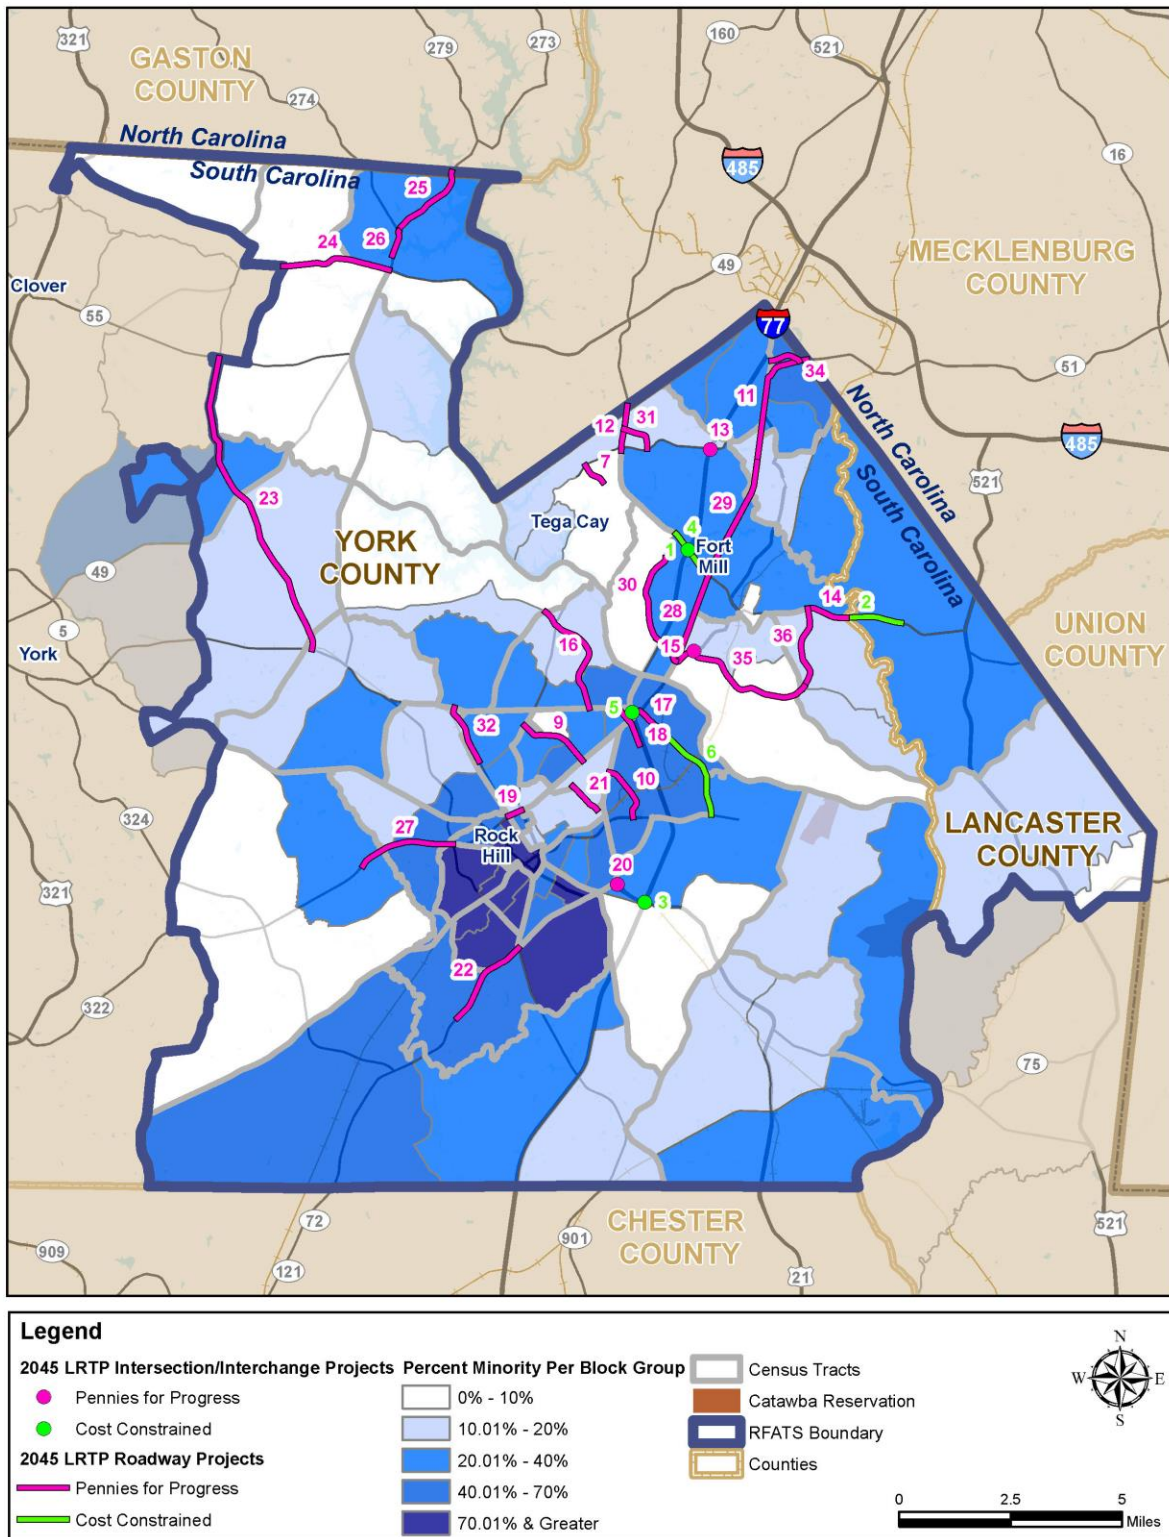 321
279
273
160
521
GASTON
COUNTY
274
North Carolina
South Carolina
485
16
25
24
26
49
MECKLENBURG
COUNTY
Clover
55
77
51
34
11
31
12
13
7
485
North Carolina
South Carolina
521
23
29
Tega Cay
4
1
Fort
Mill
YORK
COUNTY
49
30
14
2
28
5
York
16
36
UNION
COUNTY
15
35
5
17
32
9
18
6
21
10
19
324
Rock
Hill
LANCASTER
COUNTY
27
20
321
3
22
322
75
CHESTER
COUNTY
72
901
909
121
21
521
Legend
2045 LRTP Intersection/Interchange Projects
Pennies for Progress
Cost Constrained
2045 LRTP Roadway Projects
Pennies for Progress
Cost Constrained
Percent Minority Per Block Group
0% - 10%
10.01% - 20%
20.01% - 40%
40.01% - 70%
70.01% & Greater
Census Tracts
Catawba Reservation
RFATS Boundary
Counties
N
W
E
S
0
2.5
5
Miles